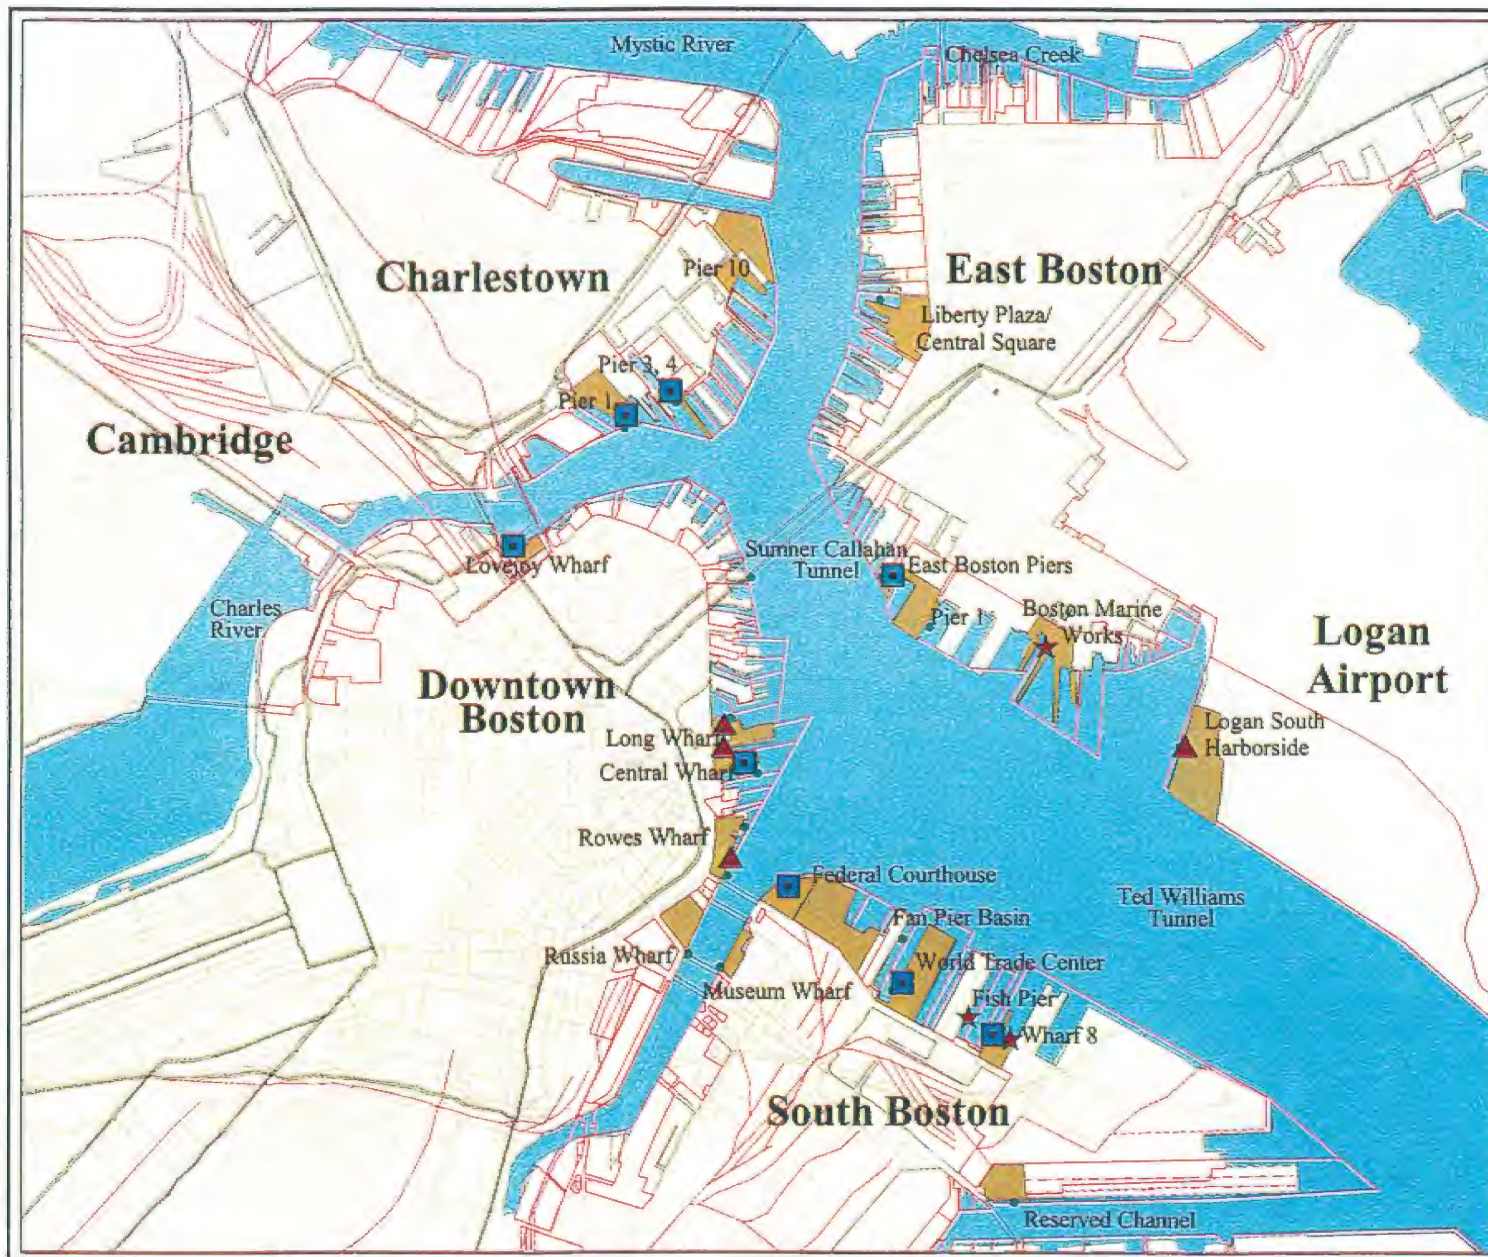 Mystic River
Chelsea Creek
Charlestown
Pier 10
East Boston
Liberty Plaza/
Central Square
Pier 3, 4
Pier 1
Cambridge
Lovejoy Wharf
Sumner Callahan
Tunnel
East Boston Piers
Charles
River
Pier 1
Boston Marine
Works
Logan
Airport
Downtown
Boston
Long Wharf
Central Wharf
Logan South
Harborside
Rowes Wharf
Federal Courthouse
Fan Pier Basin
Ted Williams
Tunnel
Russia Wharf
World Trade Center
Museum Wharf
Fish Pier
Wharf 8
South Boston
Reserved Channel